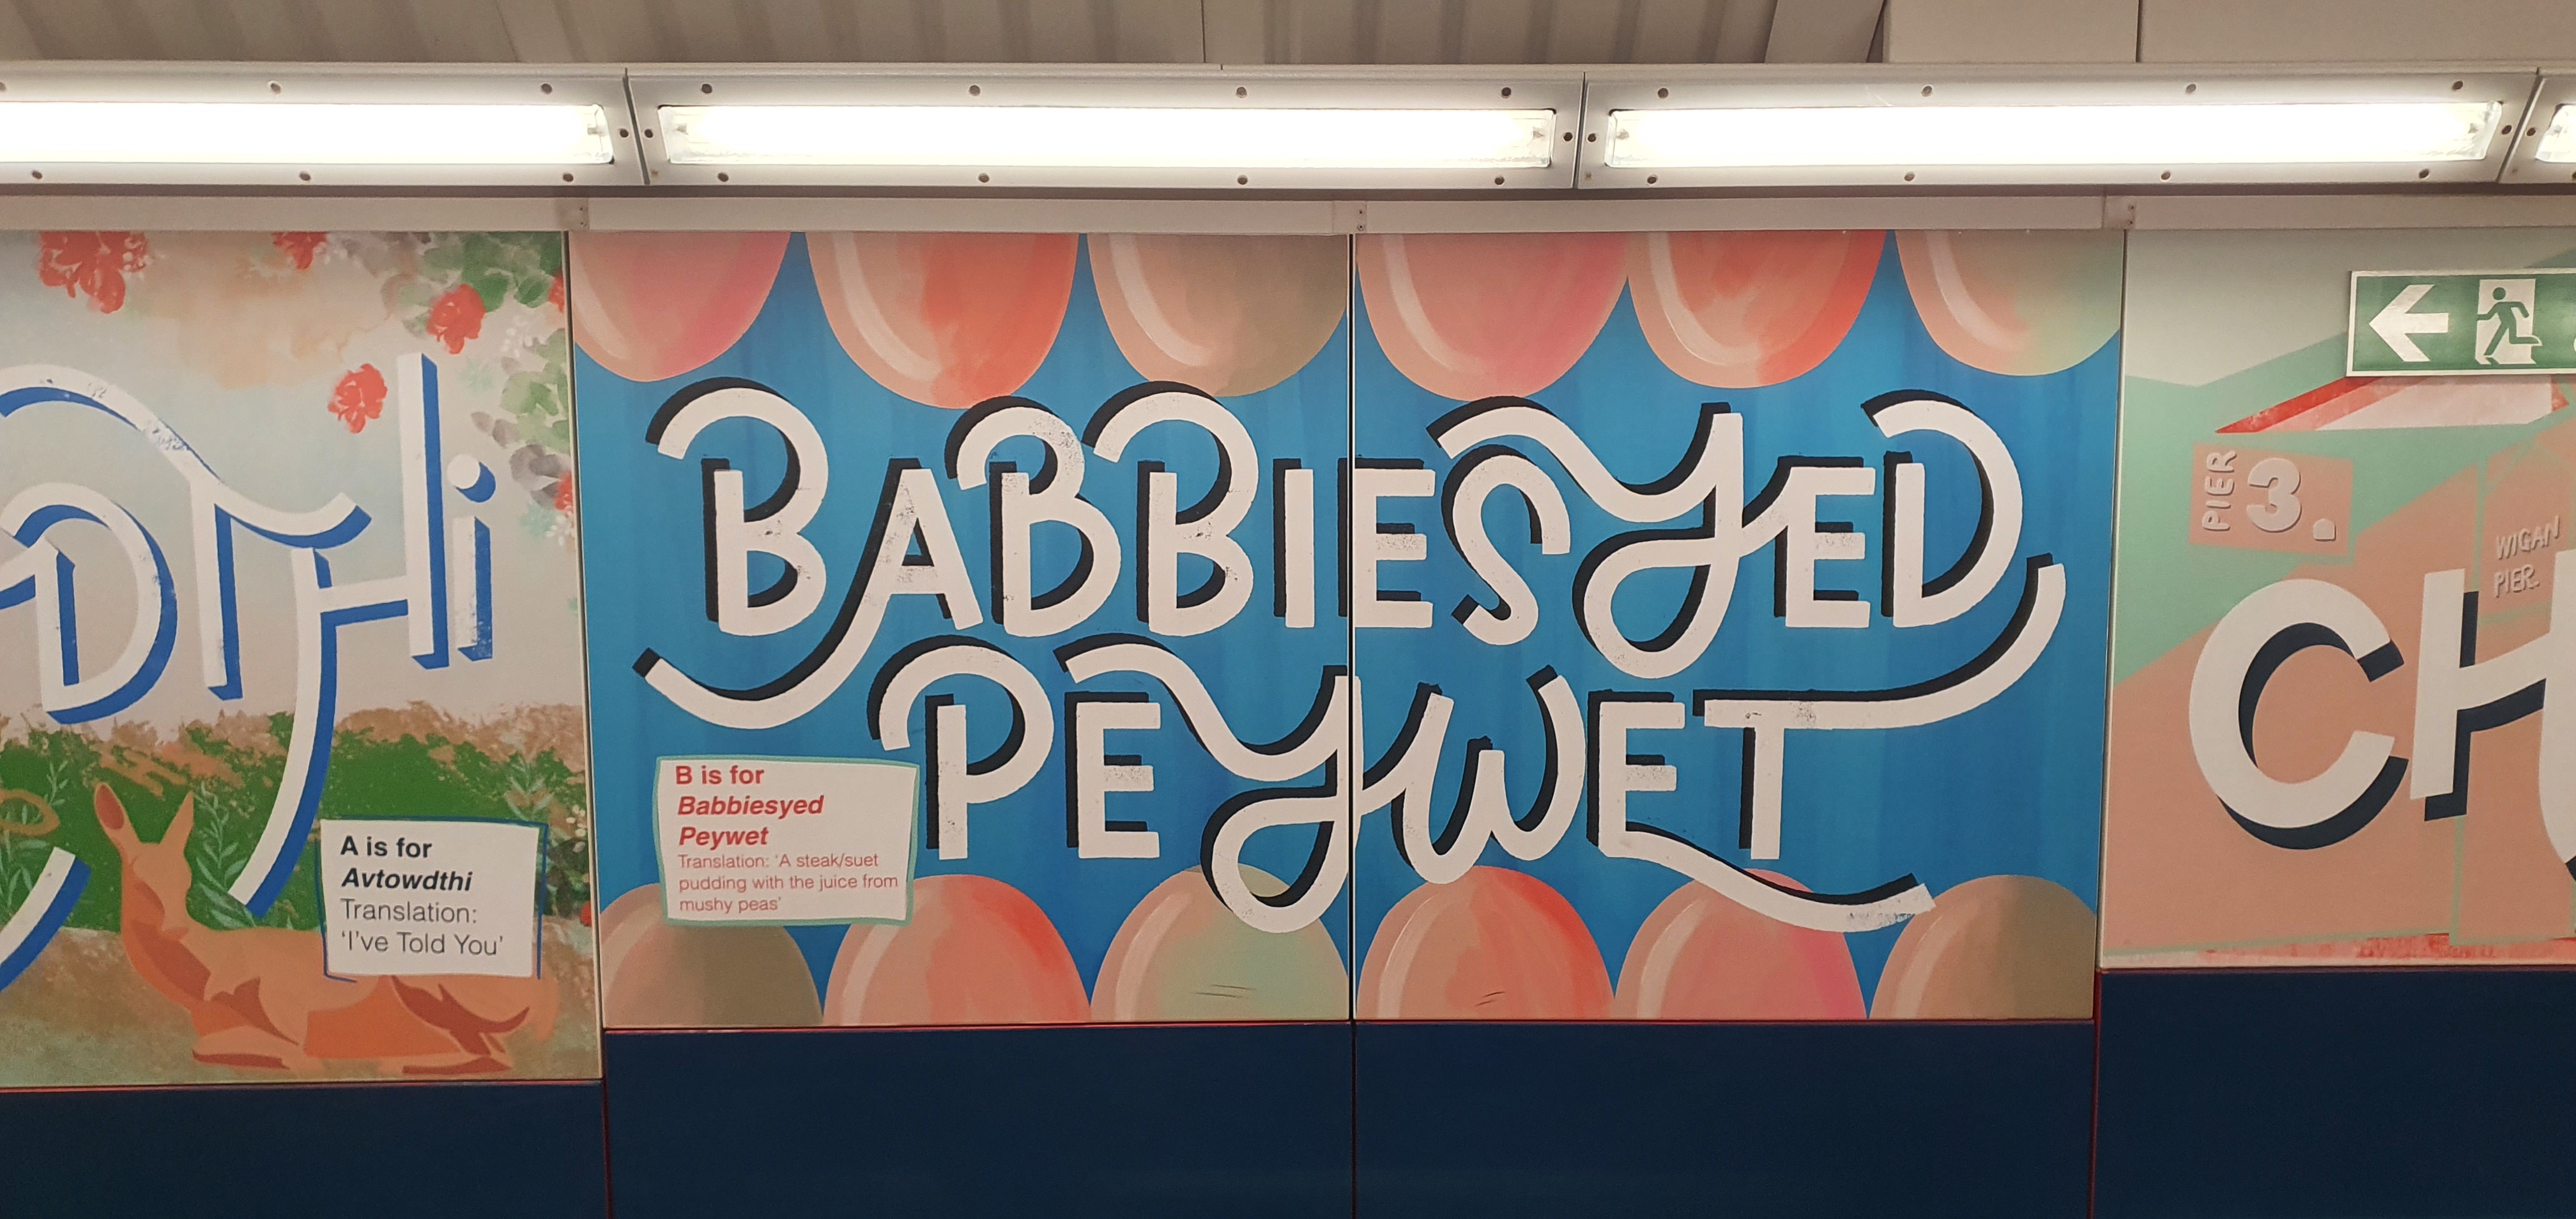 DTHi
A is for
Avtowdthi
Translation:
'I've Told You'
BABBIESYED
PEYWET
B is for
Babbiesyed
Peywet
Translation: 'A steak/suet
pudding with the juice from
mushy peas'
PIER
3.
WIGAN
PIER.
CH